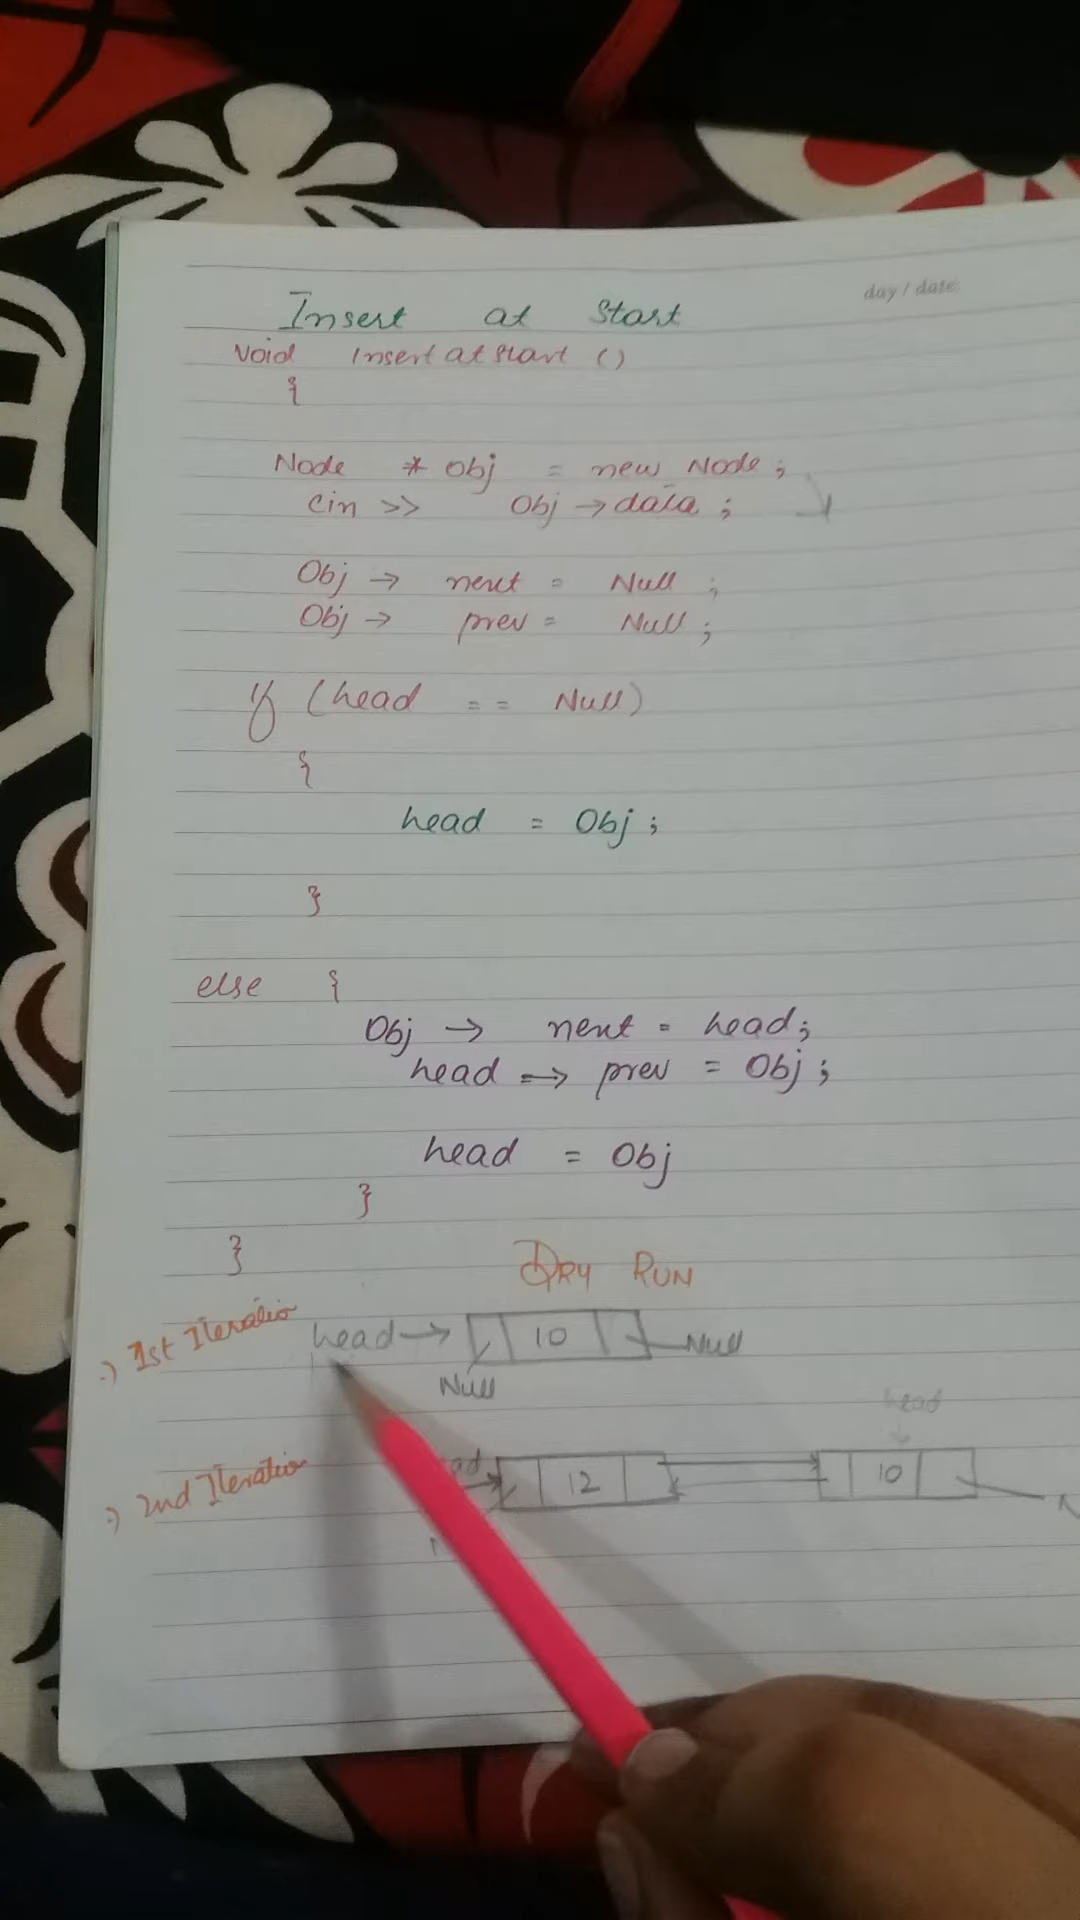 day / date:
Insert at Start
Void Insert at start ()
{
Node * Obj = new Node ;
Cin >> Obj → data ;
Obj → next = Null ;
Obj → prev = Null ;
if (head == Null)
{
head = Obj ;
}
else {
Obj → next = head ;
head → prev = Obj ;
head = Obj
}
}
DRY RUN
:) 1st Iteratio head → 10 Null
Null
head
:) 2nd Iteration 12 10